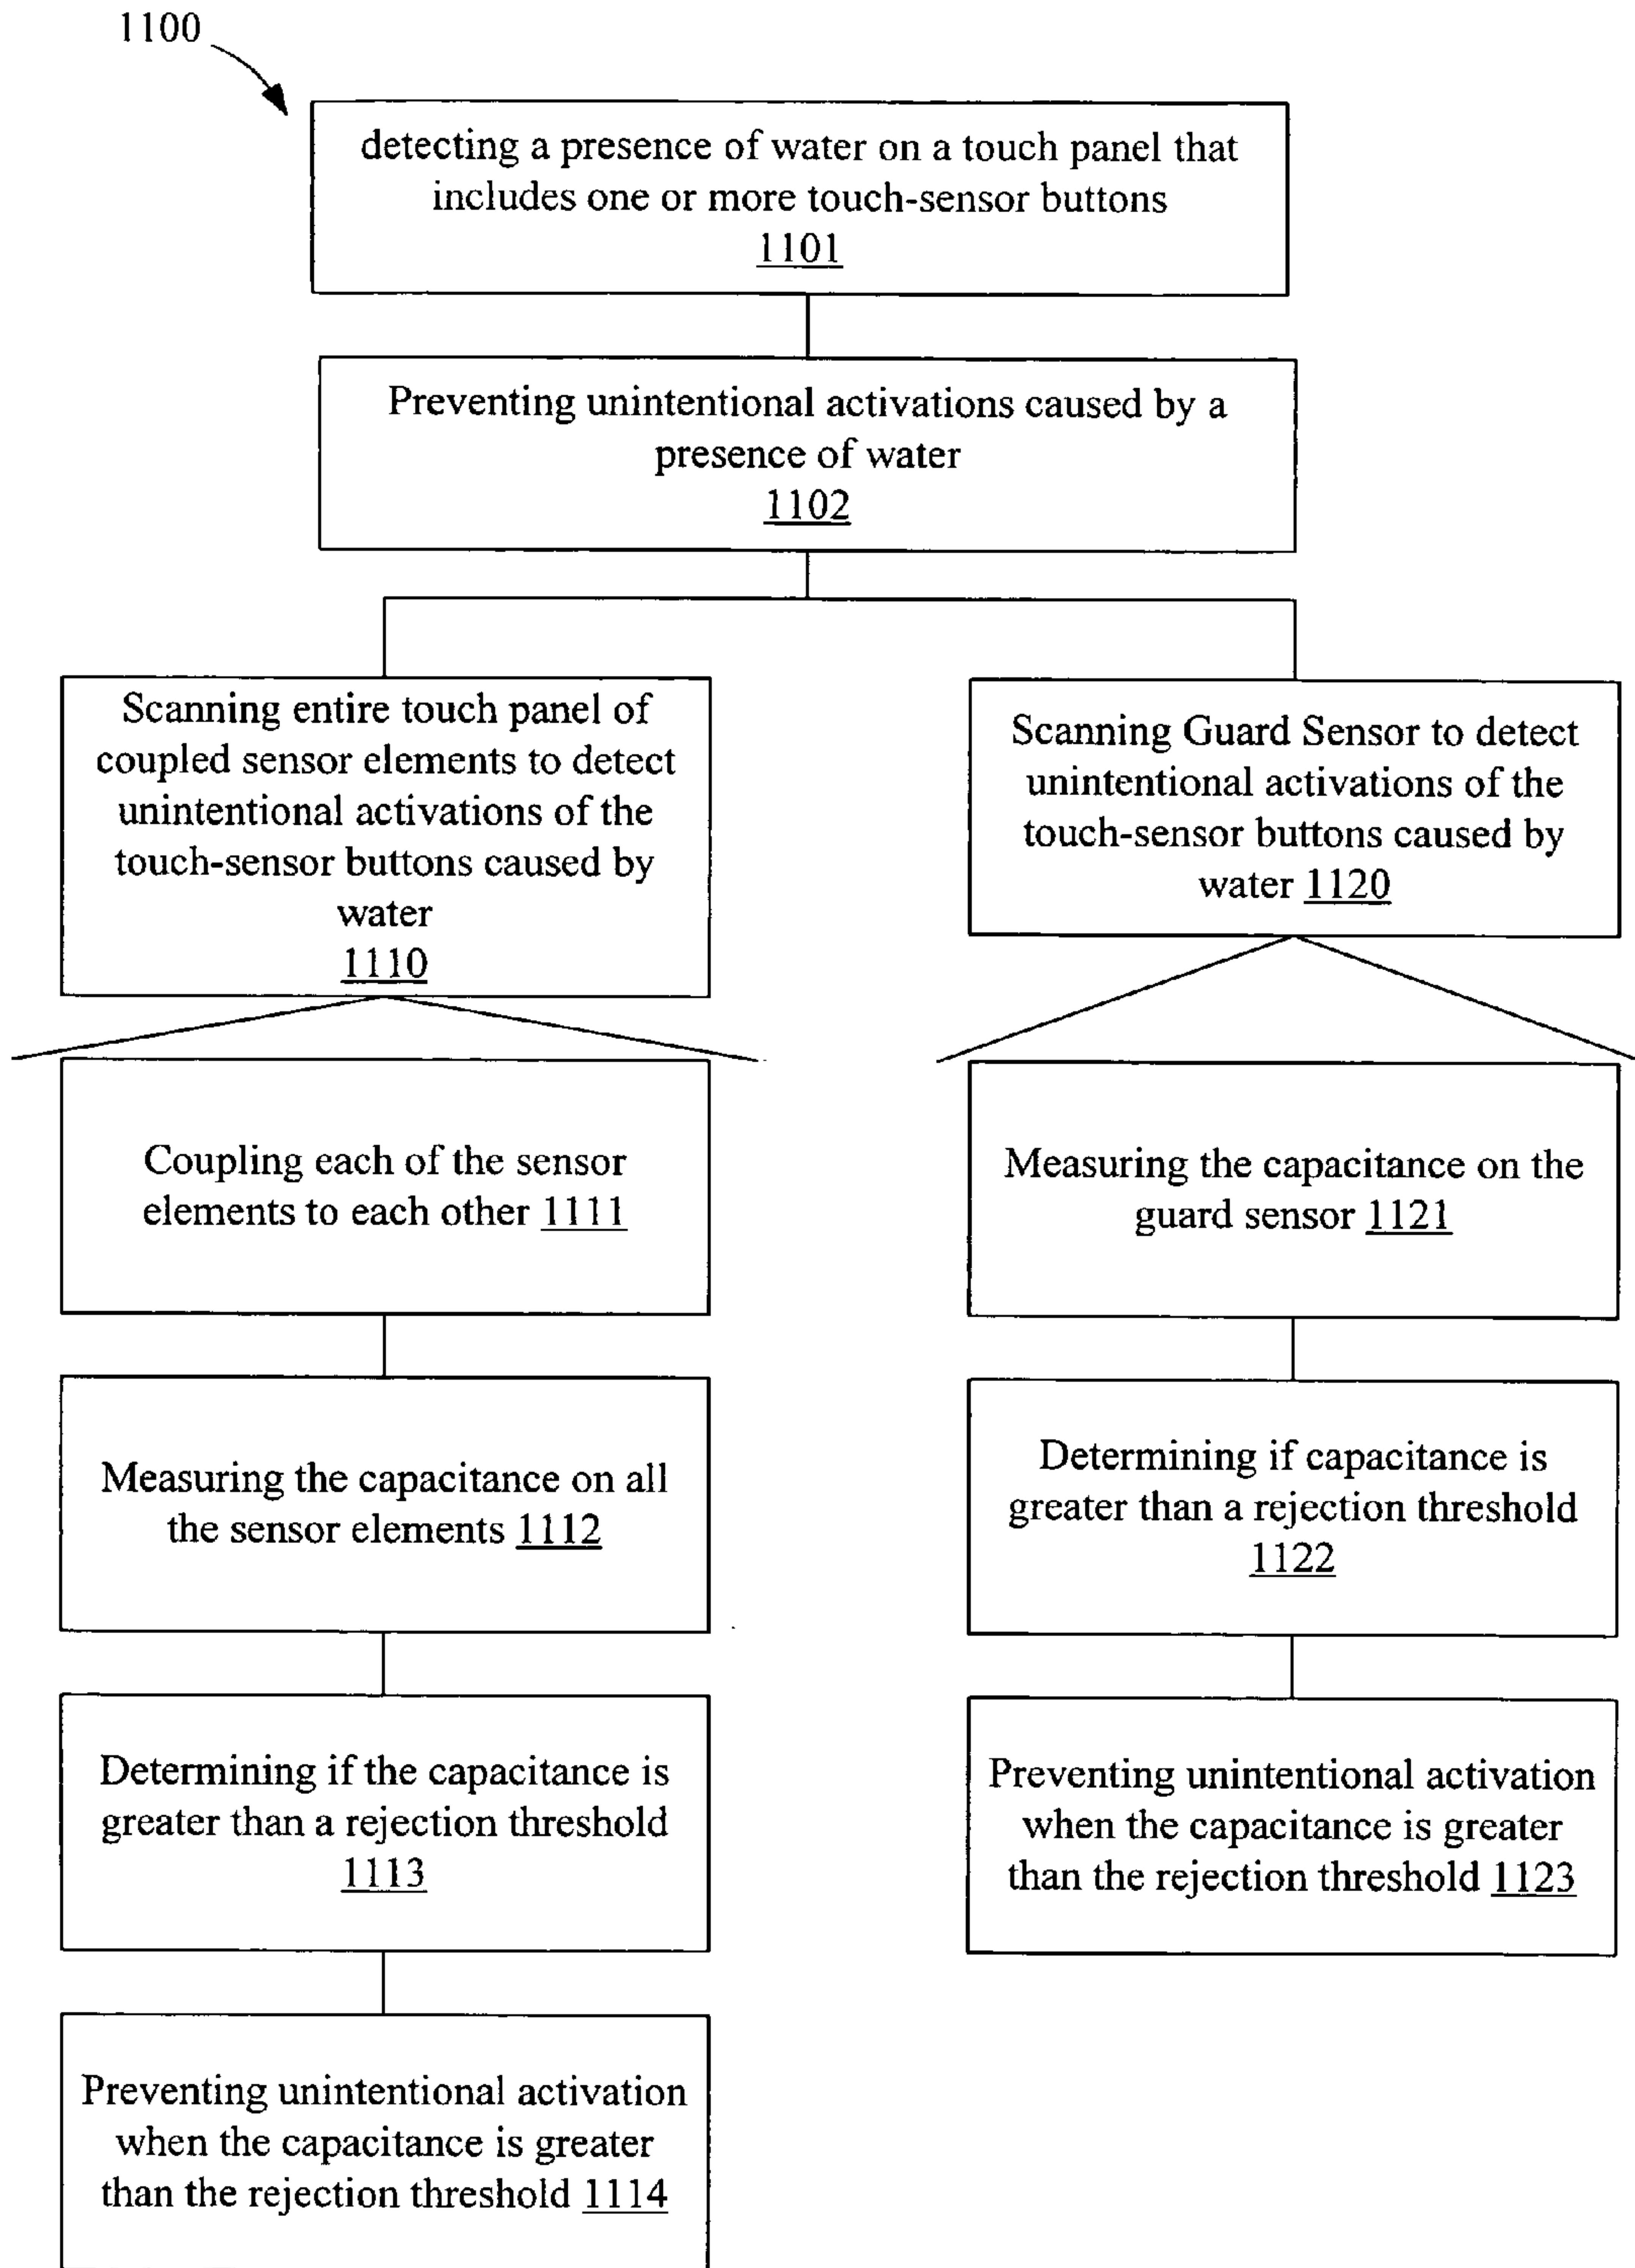 1100
detecting a presence of water on a touch panel that
includes one or more touch-sensor buttons
1101
Preventing unintentional activations caused by a
presence of water
1102
Scanning entire touch panel of
coupled sensor elements to detect
unintentional activations of the
touch-sensor buttons caused by
water
1110
Coupling each of the sensor
elements to each other 1111
Measuring the capacitance on all
the sensor elements 1112
Determining if the capacitance is
greater than a rejection threshold
1113
Preventing unintentional activation
when the capacitance is greater
than the rejection threshold 1114
Scanning Guard Sensor to detect
unintentional activations of the
touch-sensor buttons caused by
water 1120
Measuring the capacitance on the
guard sensor 1121
Determining if capacitance is
greater than a rejection threshold
1122
Preventing unintentional activation
when the capacitance is greater
than the rejection threshold 1123